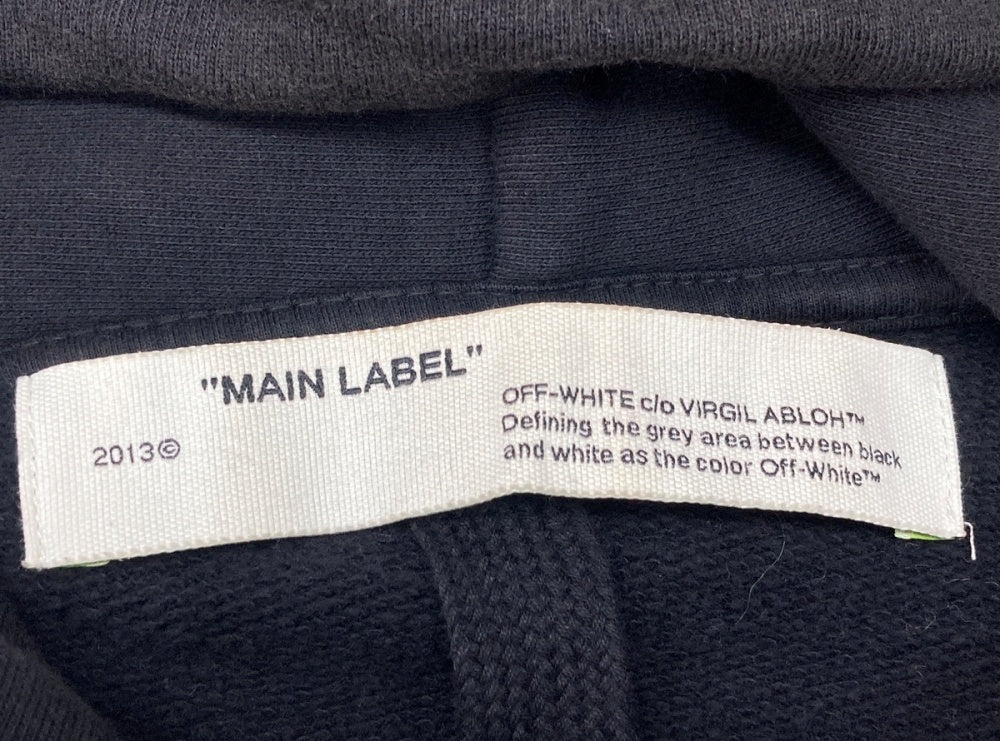 "MAIN LABEL"
2013©
OFF-WHITE c/o VIRGIL ABLOH™
Defining the grey area between black
and white as the color Off-White™